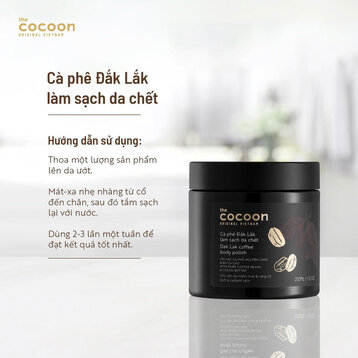 the
cocoon
ORIGINAL VIETNAM
Cà phê Đắk Lắk
làm sạch da chết
Hướng dẫn sử dụng:
Thoa một lượng sản phẩm
lên da ướt.
Mát-xa nhẹ nhàng từ cổ
đến chân, sau đó tắm sạch
lại với nước.
Dùng 2-3 lần một tuần để
đạt kết quả tốt nhất.
the
cocoon
ORIGINAL VIETNAM
Cà phê Đắk Lắk
làm sạch da chết
Dak Lak coffee
body polish